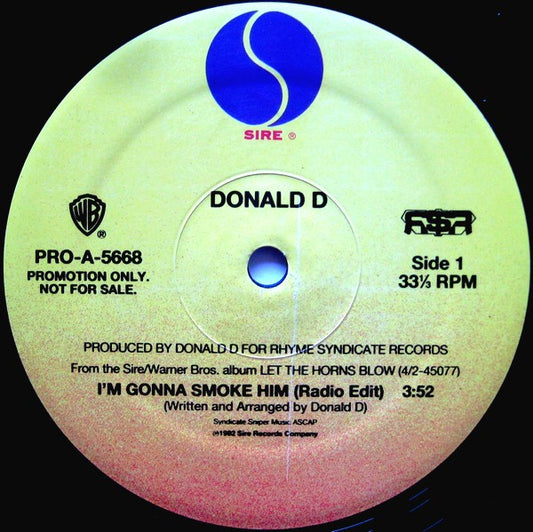 SIRE ®
DONALD D
WB ®
PRO-A-5668
PROMOTION ONLY.
NOT FOR SALE.
Side 1
33⅓ RPM
PRODUCED BY DONALD D FOR RHYME SYNDICATE RECORDS
From the Sire/Warner Bros. album LET THE HORNS BLOW (4/2-45077)
I'M GONNA SMOKE HIM (Radio Edit) 3:52
(Written and Arranged by Donald D)
Syndicate Sniper Music ASCAP
℗1982 Sire Records Company